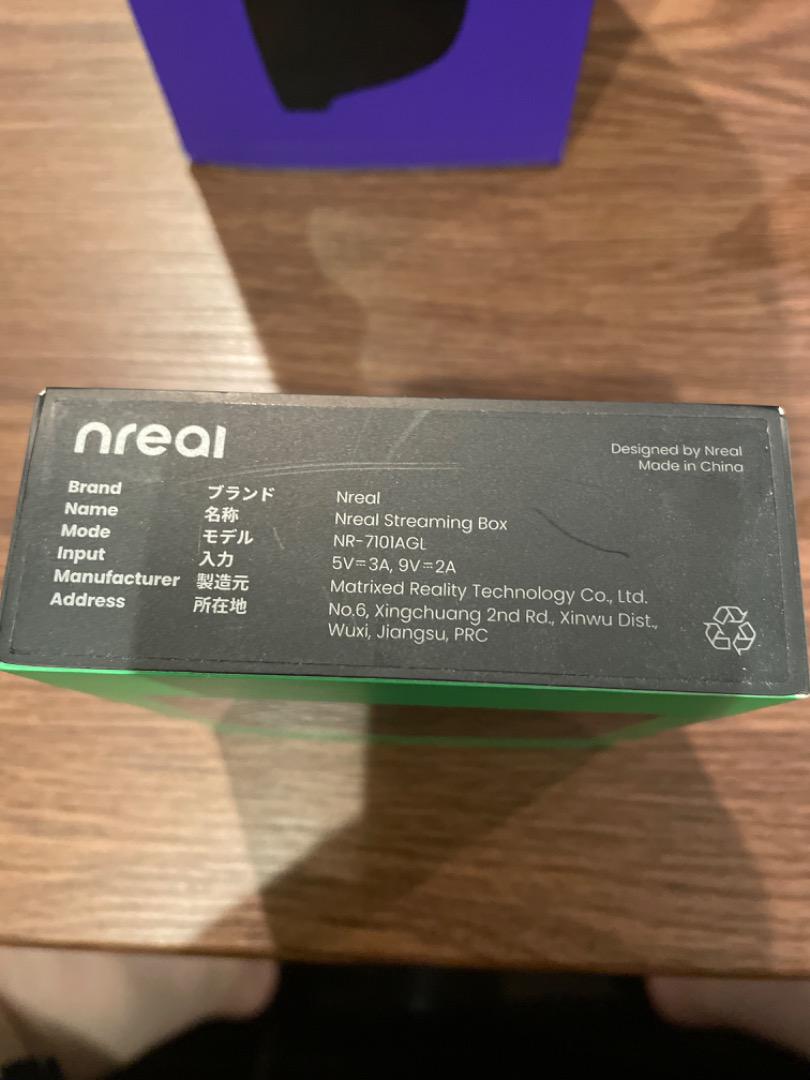 nreal
Designed by Nreal
Made in China
Brand ブランド Nreal
Name 名称 Nreal Streaming Box
Mode モデル NR-7101AGL
Input 入力 5V⎓3A, 9V⎓2A
Manufacturer 製造元 Matrixed Reality Technology Co., Ltd.
Address 所在地 No.6, Xingchuang 2nd Rd., Xinwu Dist.,
Wuxi, Jiangsu, PRC